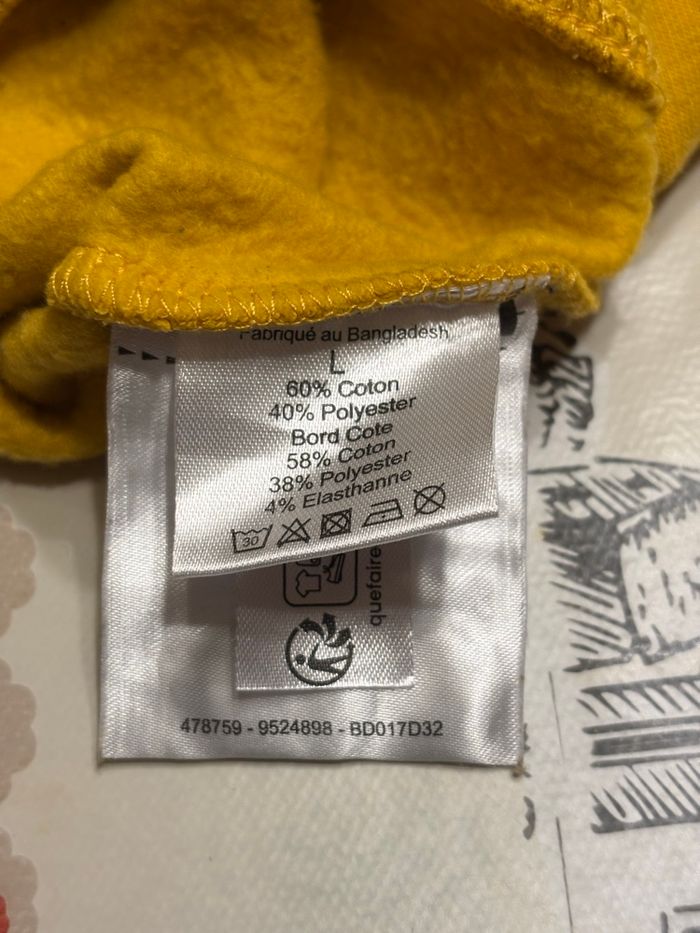 Fabriqué au Bangladesh
L
60% Coton
40% Polyester
Bord Cote
58% Coton
38% Polyester
4% Elasthanne
30
quefaire
478759 - 9524898 - BD017D32